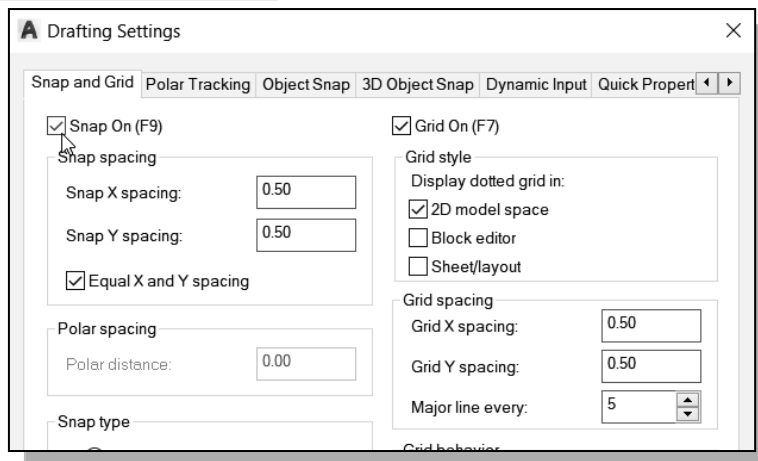 A Drafting Settings
Snap and Grid Polar Tracking Object Snap 3D Object Snap Dynamic Input Quick Propert
Snap On (F9)
Snap spacing
Snap X spacing: 0.50
Snap Y spacing: 0.50
Equal X and Y spacing
Polar spacing
Polar distance: 0.00
Snap type
Grid On (F7)
Grid style
Display dotted grid in:
2D model space
Block editor
Sheet/layout
Grid spacing
Grid X spacing: 0.50
Grid Y spacing: 0.50
Major line every: 5
Grid behavior